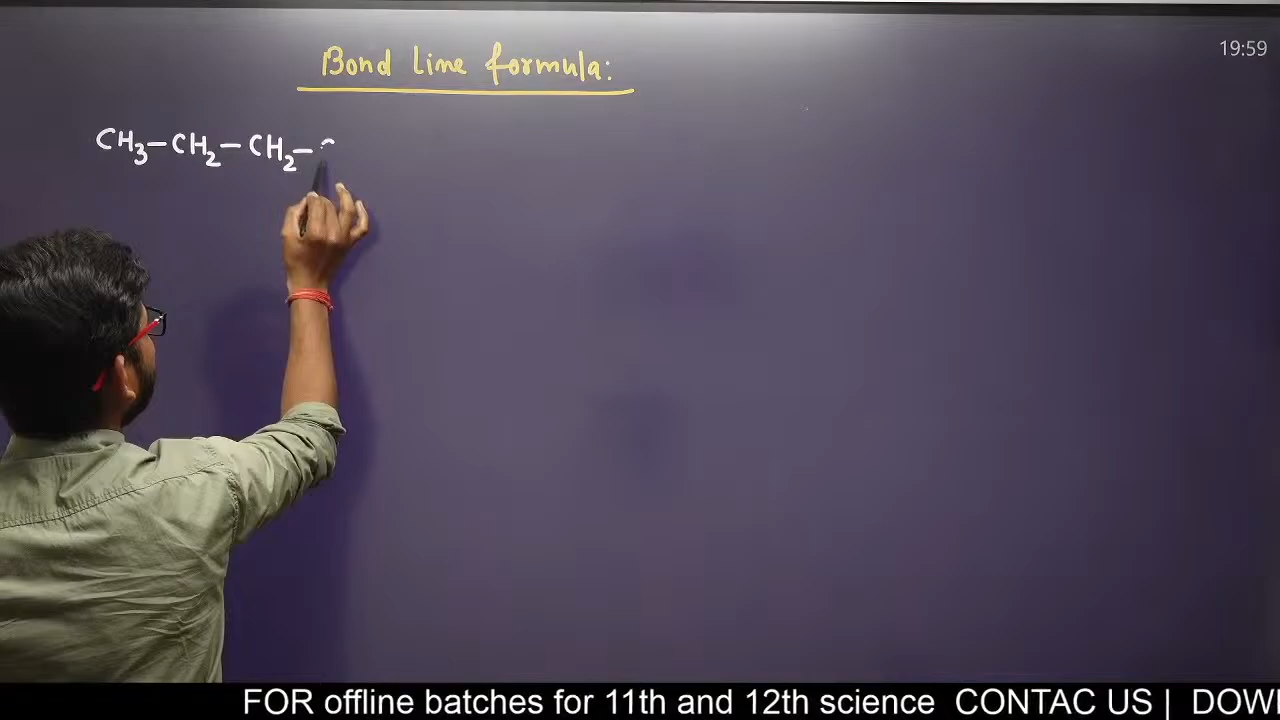 19:59
Bond Line formula:
CH₃–CH₂–CH₂–
FOR offline batches for 11th and 12th science CONTAC US | DOW